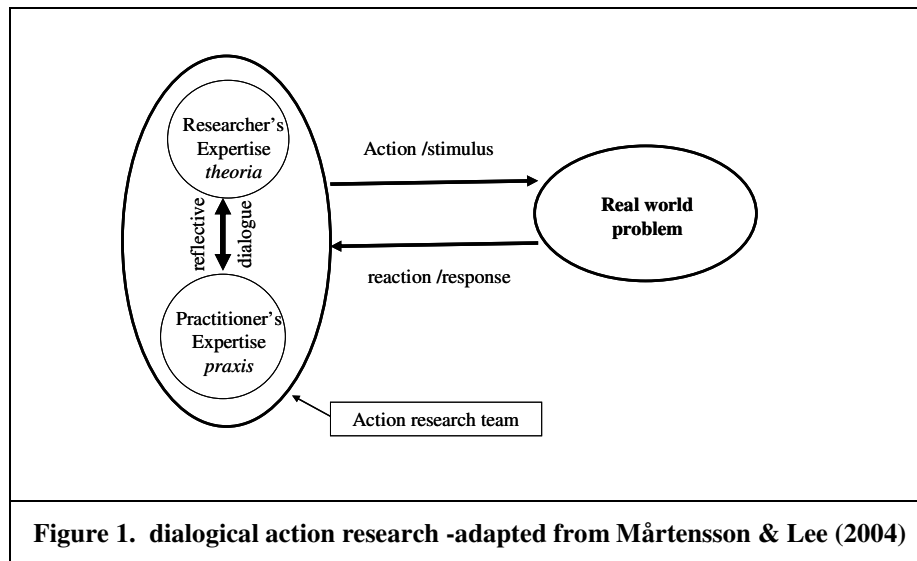 Researcher's
Expertise
theoria
reflective
dialogue
Practitioner's
Expertise
praxis
Action /stimulus
reaction /response
Real world
problem
Action research team
Figure 1. dialogical action research -adapted from Mårtensson & Lee (2004)